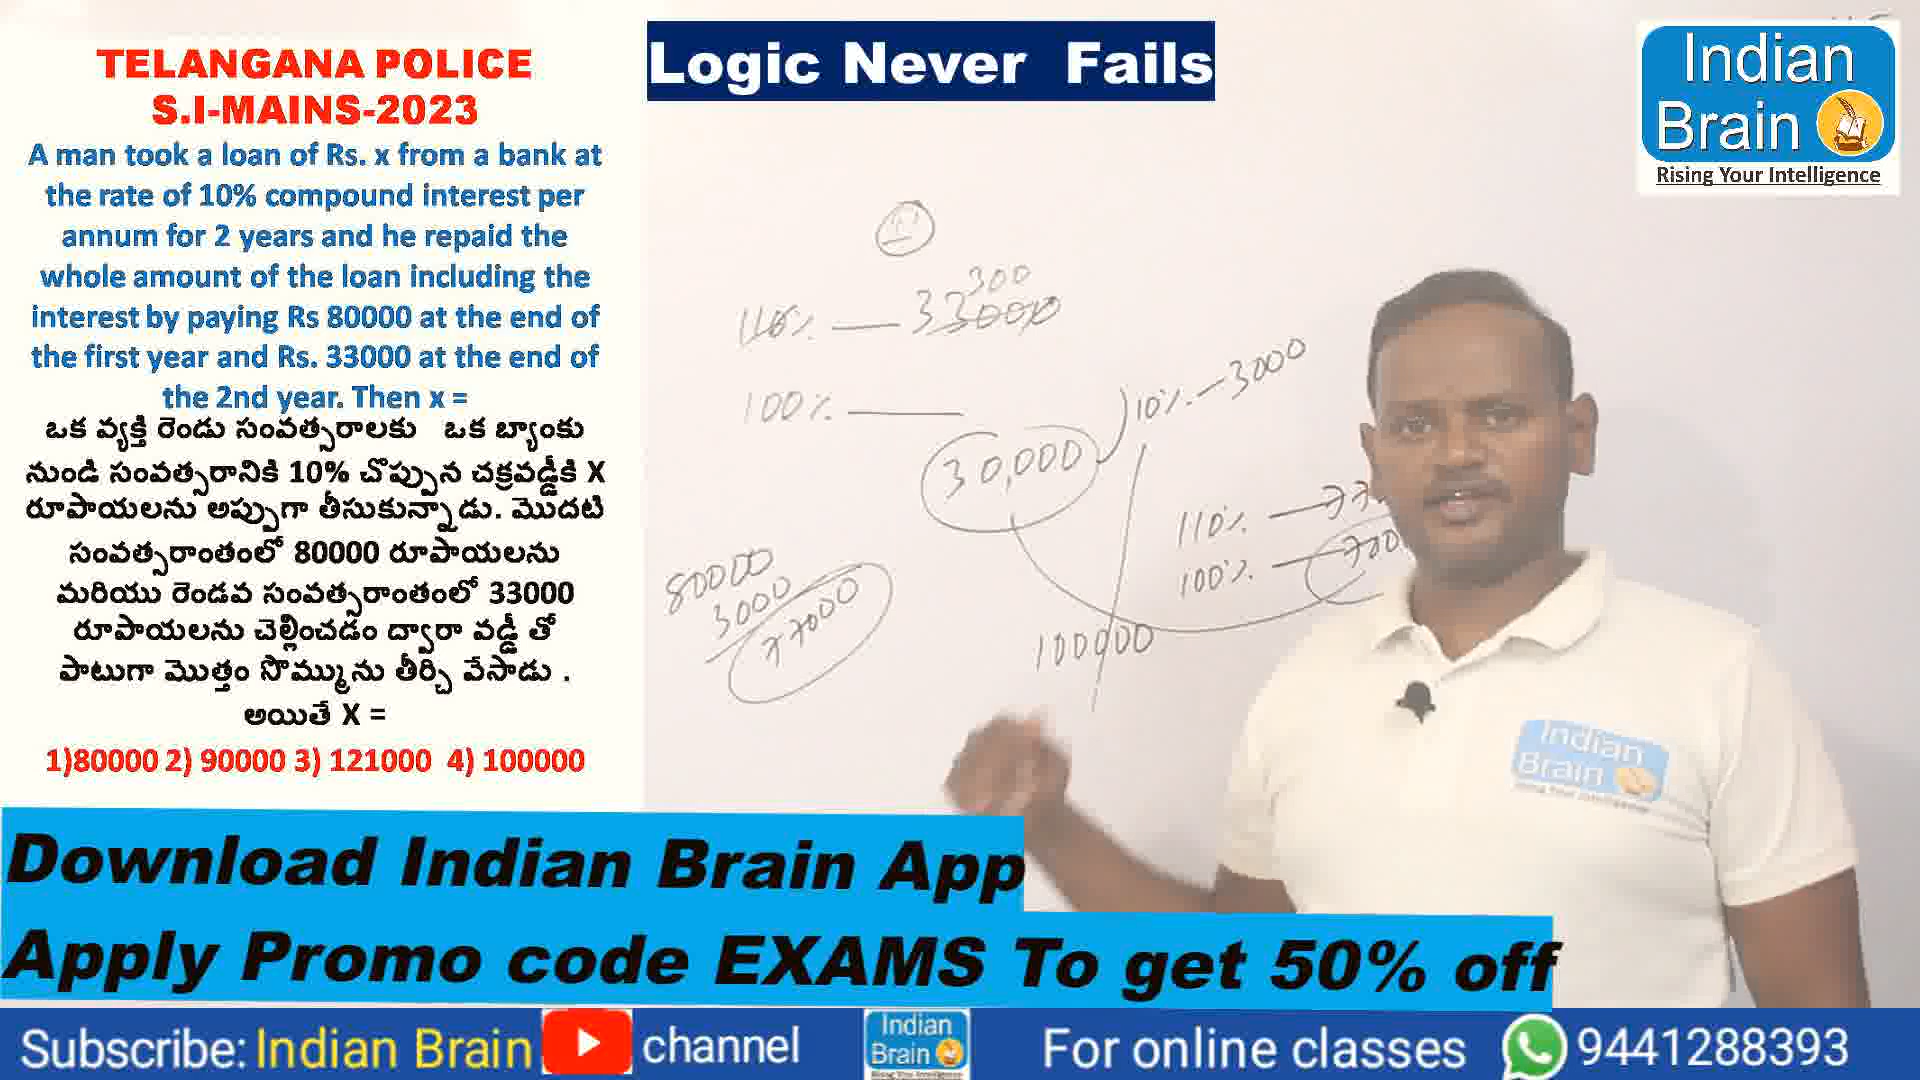 TELANGANA POLICE
S.I-MAINS-2023
A man took a loan of Rs. x from a bank at
the rate of 10% compound interest per
annum for 2 years and he repaid the
whole amount of the loan including the
interest by paying Rs 80000 at the end of
the first year and Rs. 33000 at the end of
the 2nd year. Then x =
ఒక వ్యక్తి రెండు సంవత్సరాలకు ఒక బ్యాంకు
నుండి సంవత్సరానికి 10% చొప్పున చక్రవడ్డీకి X
రూపాయలను అప్పుగా తీసుకున్నాడు. మొదటి
సంవత్సరాంతంలో 80000 రూపాయలను
మరియు రెండవ సంవత్సరాంతంలో 33000
రూపాయలను చెల్లించడం ద్వారా వడ్డీ తో
పాటుగా మొత్తం సొమ్మును తీర్చి వేసాడు .
అయితే X =
1)80000 2) 90000 3) 121000 4) 100000
Logic Never Fails
Indian
Brain
Rising Your Intelligence
300
110% — 33000
100% —
30,000
10% - 3000
110% —
100% —
80000
3000
77000
100000
Indian
Brain
Download Indian Brain App
Apply Promo code EXAMS To get 50% off
Subscribe: Indian Brain channel
Indian
Brain
Rising Your Intelligence
For online classes 9441288393